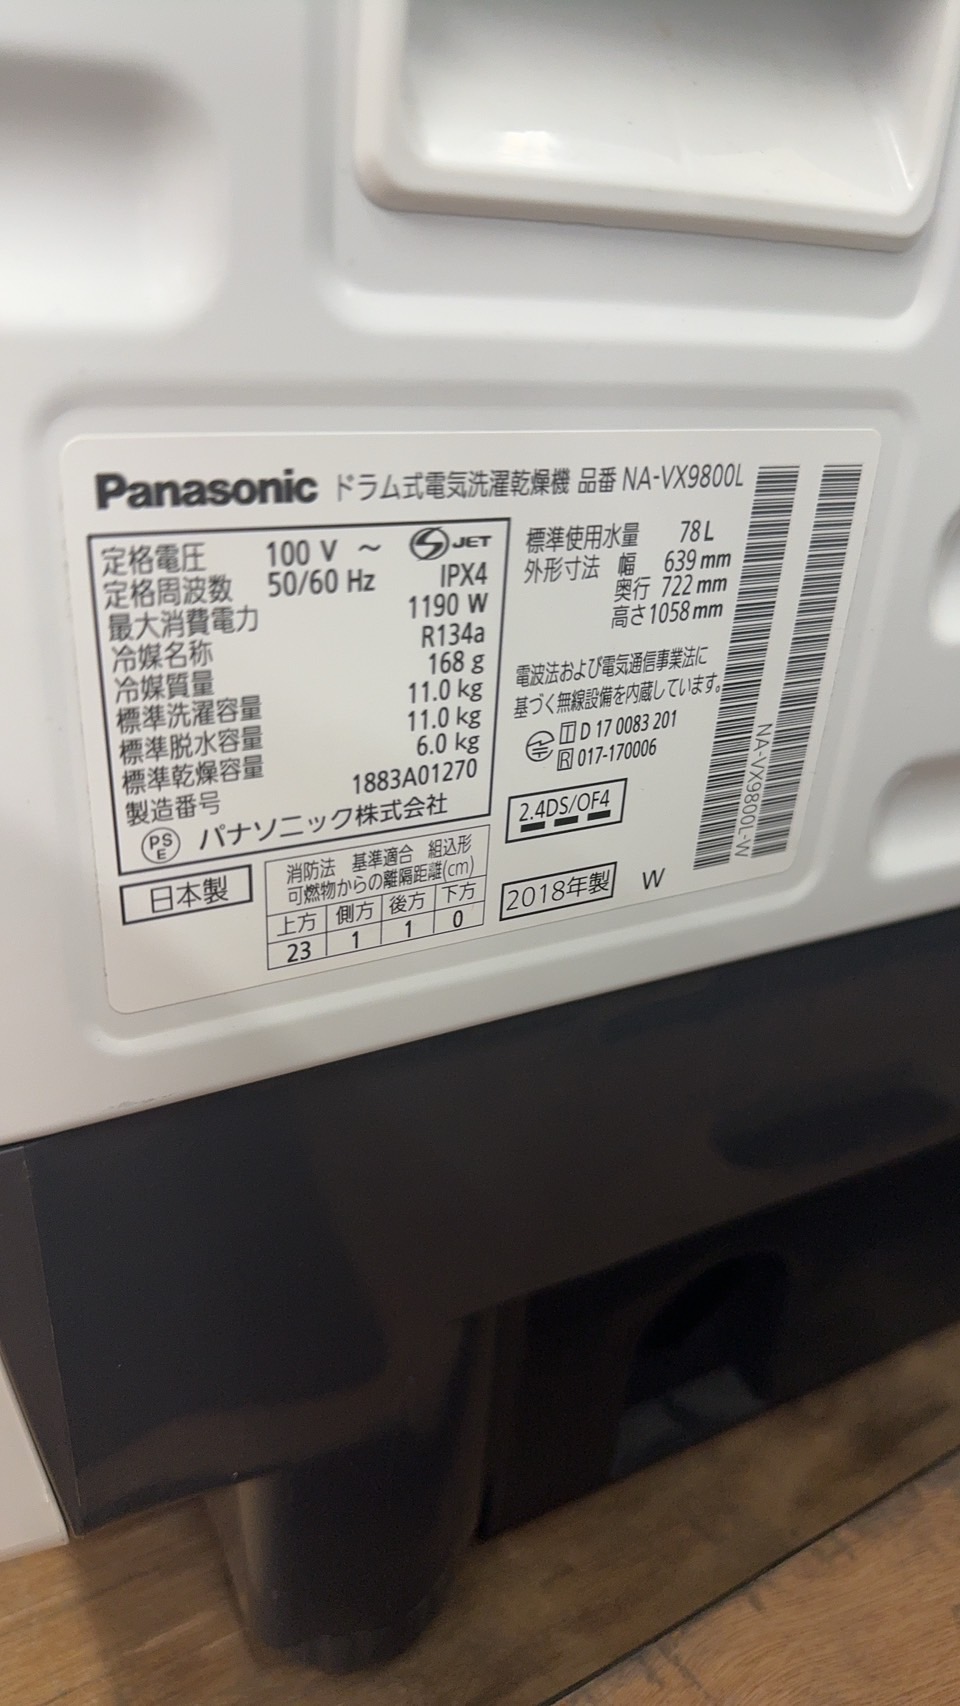 Panasonic ドラム式電気洗濯乾燥機 品番 NA-VX9800L
定格電圧 100 V ～ S JET
定格周波数 50/60 Hz IPX4
最大消費電力 1190 W
冷媒名称 R134a
冷媒質量 168 g
標準洗濯容量 11.0 kg
標準脱水容量 11.0 kg
標準乾燥容量 6.0 kg
製造番号 1883A01270
PS E パナソニック株式会社
日本製
消防法 基準適合 組込形
可燃物からの離隔距離(cm)
上方 側方 後方 下方
23 1 1 0
標準使用水量 78 L
外形寸法 幅 639 mm
奥行 722 mm
高さ 1058 mm
電波法および電気通信事業法に
基づく無線設備を内蔵しています。
T D 17 0083 201
R 017-170006
2.4DS/OF4
2018年製 W
NA-VX9800L-W